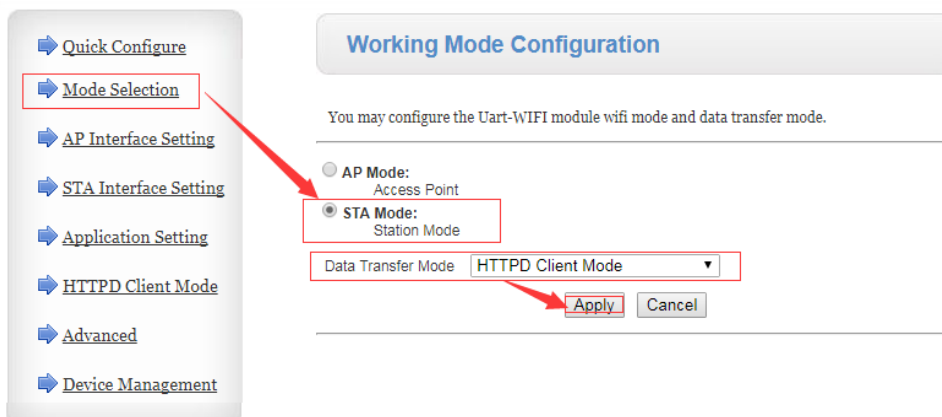 Quick Configure
Mode Selection
AP Interface Setting
STA Interface Setting
Application Setting
HTTPD Client Mode
Advanced
Device Management
Working Mode Configuration
You may configure the Uart-WIFI module wifi mode and data transfer mode.
AP Mode:
Access Point
STA Mode:
Station Mode
Data Transfer Mode HTTPD Client Mode
Apply Cancel